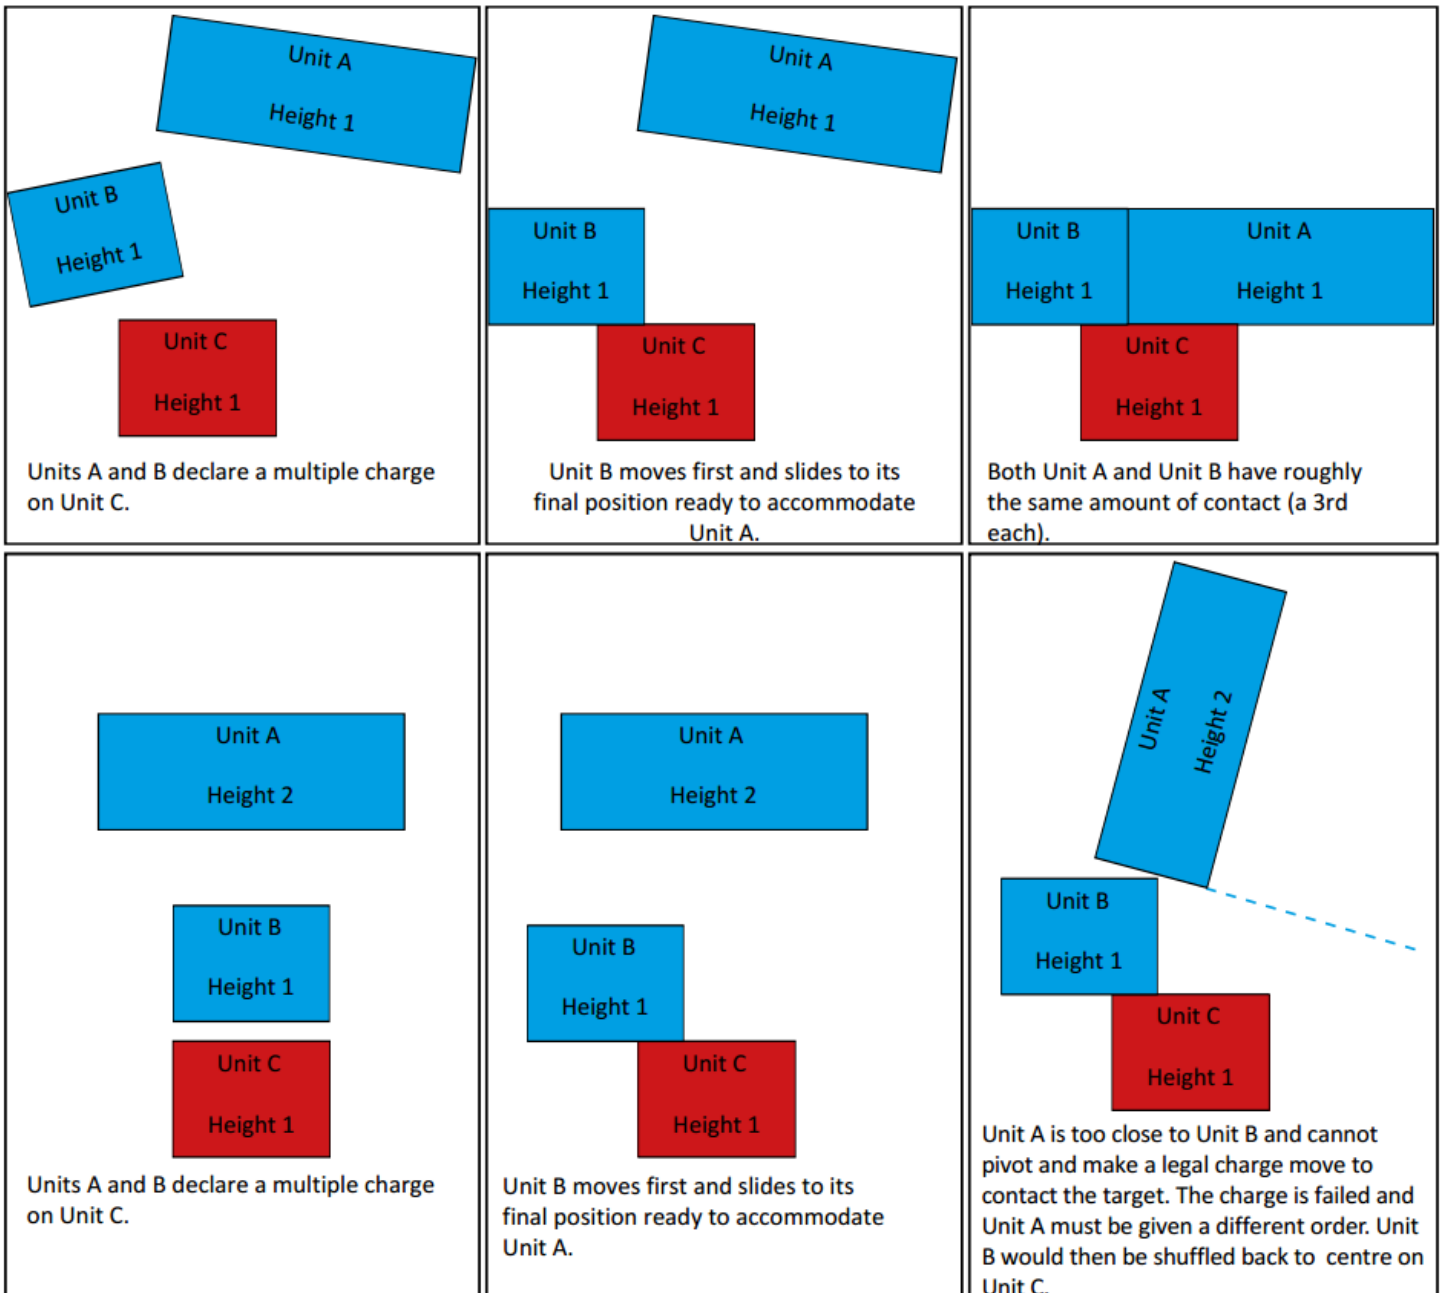 Unit A
Height 1
Unit B
Height 1
Unit C
Height 1
Units A and B declare a multiple charge
on Unit C.
Unit A
Height 1
Unit B
Height 1
Unit C
Height 1
Unit B moves first and slides to its
final position ready to accommodate
Unit A.
Unit B
Height 1
Unit A
Height 1
Unit C
Height 1
Both Unit A and Unit B have roughly
the same amount of contact (a 3rd
each).
Unit A
Height 2
Unit B
Height 1
Unit C
Height 1
Units A and B declare a multiple charge
on Unit C.
Unit A
Height 2
Unit B
Height 1
Unit C
Height 1
Unit B moves first and slides to its
final position ready to accommodate
Unit A.
Unit A
Height 2
Unit B
Height 1
Unit C
Height 1
Unit A is too close to Unit B and cannot
pivot and make a legal charge move to
contact the target. The charge is failed and
Unit A must be given a different order. Unit
B would then be shuffled back to centre on
Unit C.